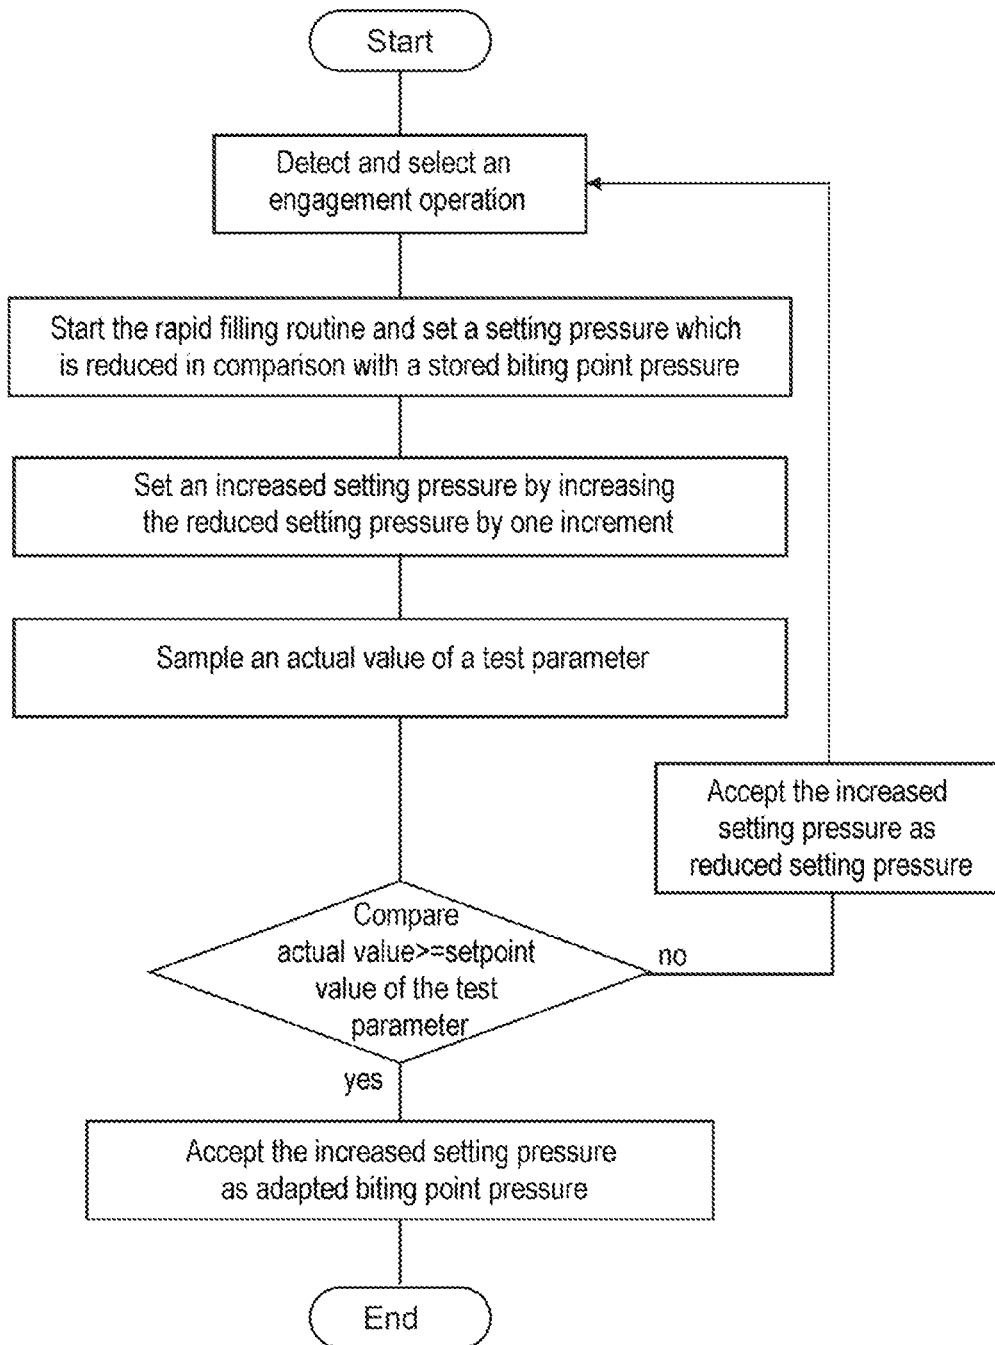 Start
Detect and select an
engagement operation
Start the rapid filling routine and set a setting pressure which
is reduced in comparison with a stored biting point pressure
Set an increased setting pressure by increasing
the reduced setting pressure by one increment
Sample an actual value of a test parameter
Accept the increased
setting pressure as
reduced setting pressure
Compare
actual value>=setpoint
value of the test
parameter
no
yes
Accept the increased setting pressure
as adapted biting point pressure
End